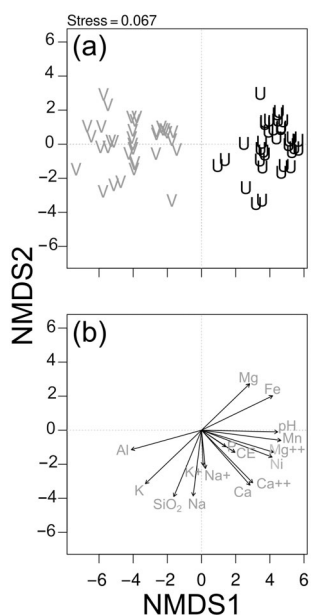 Stress = 0.067
(a)
6
4
2
0
−2
−4
−6
V V V V V V V V V V V V V V V V V V V V
U U U U U U U U U U U U U U U U U U U U
NMDS2
(b)
6
4
2
0
−2
−4
−6
Mg
Fe
pH
Mn
Mg++
Ni
P
CE
Al
K+ Na+
K
SiO2 Na
Ca Ca++
−6 −4 −2 0 2 4 6
NMDS1